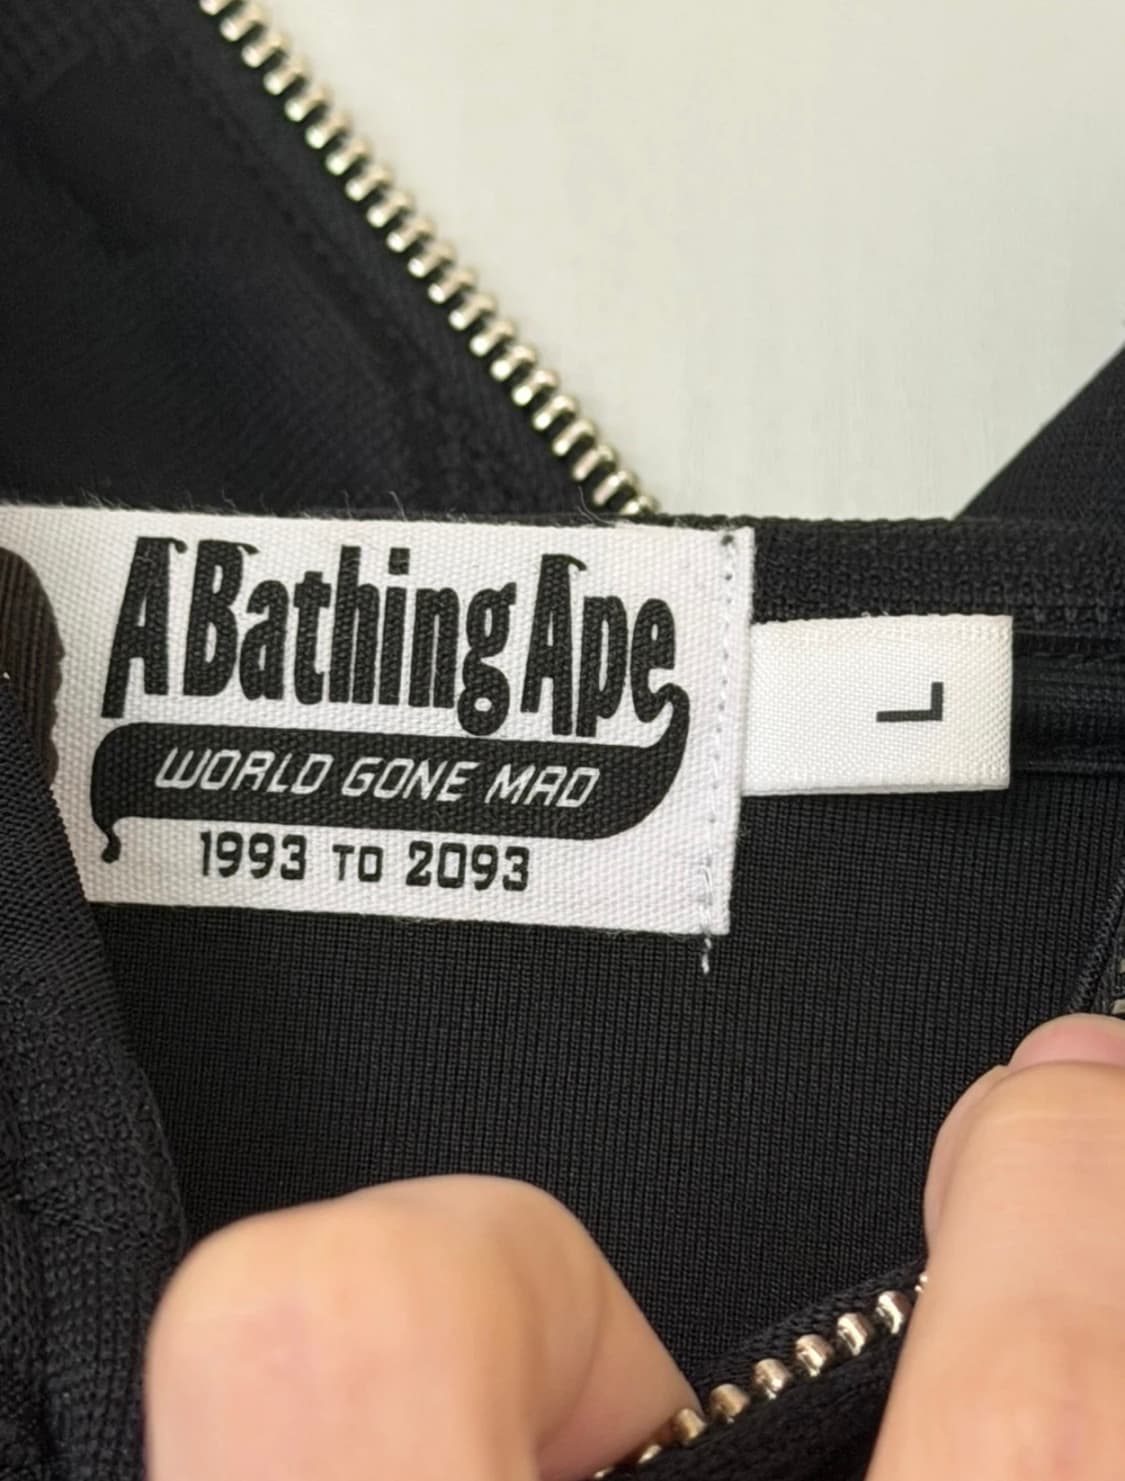 A Bathing Ape
WORLD GONE MAD
1993 TO 2093
L